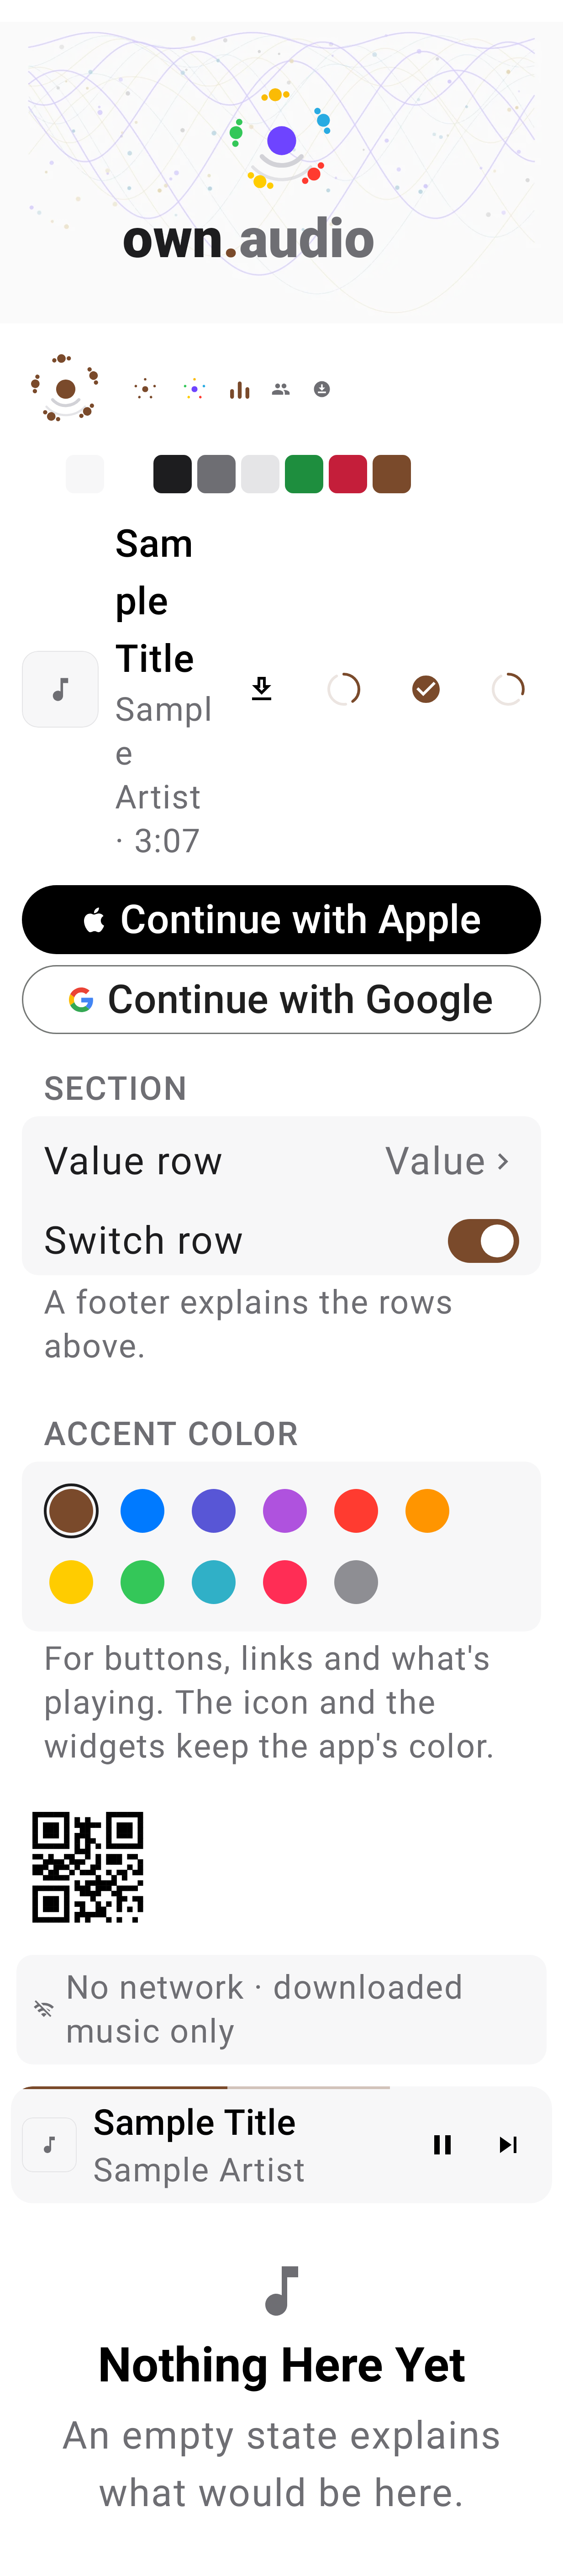 own.audio
Sam
ple
Title
Sampl
e
Artist
· 3:07
Continue with Apple
Continue with Google
SECTION
Value row Value
Switch row
A footer explains the rows
above.
ACCENT COLOR
For buttons, links and what's
playing. The icon and the
widgets keep the app's color.
No network · downloaded
music only
Sample Title
Sample Artist
Nothing Here Yet
An empty state explains
what would be here.